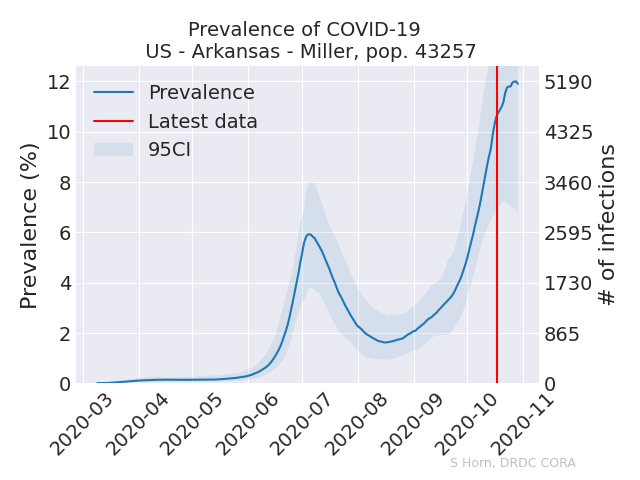 Prevalence of COVID-19
US - Arkansas - Miller, pop. 43257
Prevalence
Latest data
95CI
Prevalence (%)
12
10
8
6
4
2
0
5190
4325
3460
2595
1730
865
0
# of infections
2020-03
2020-04
2020-05
2020-06
2020-07
2020-08
2020-09
2020-10
2020-11
S Horn, DRDC CORA